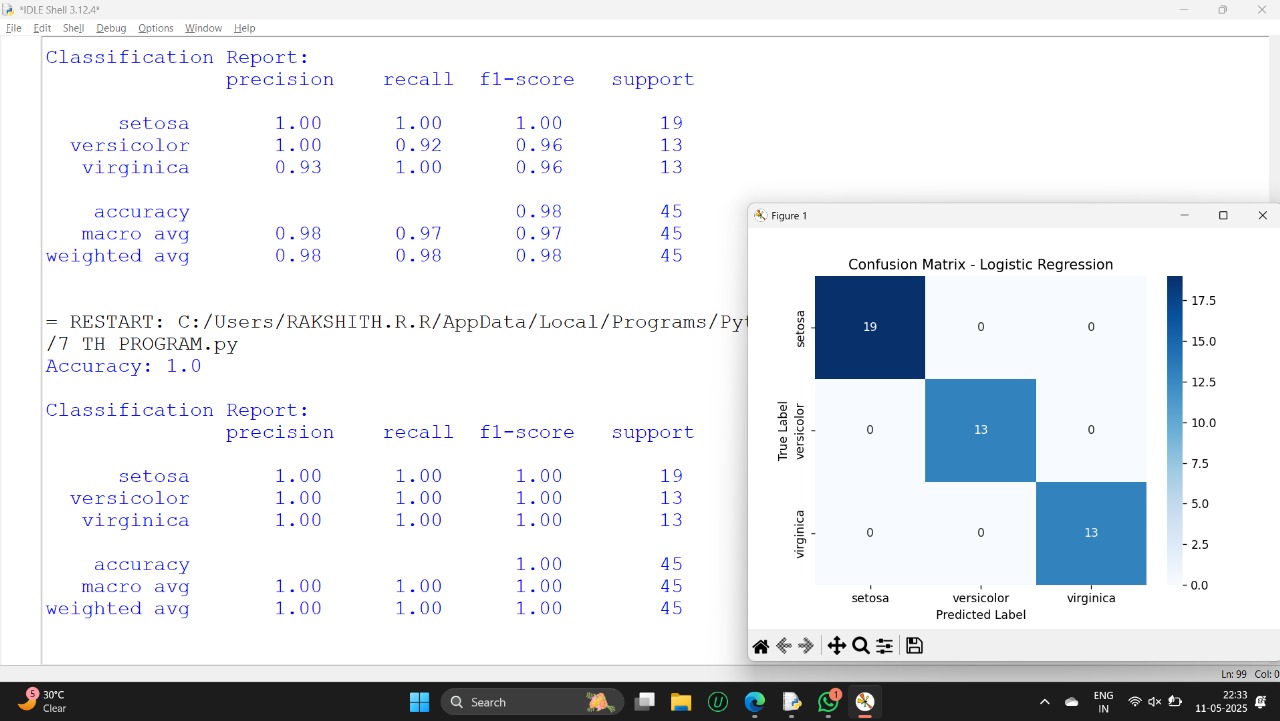 *IDLE Shell 3.12.4*
File Edit Shell Debug Options Window Help
Classification Report:
precision recall f1-score support
setosa 1.00 1.00 1.00 19
versicolor 1.00 0.92 0.96 13
virginica 0.93 1.00 0.96 13
accuracy 0.98 45
macro avg 0.98 0.97 0.97 45
weighted avg 0.98 0.98 0.98 45
= RESTART: C:/Users/RAKSHITH.R.R/AppData/Local/Programs/Pyt
/7 TH PROGRAM.py
Accuracy: 1.0
Classification Report:
precision recall f1-score support
setosa 1.00 1.00 1.00 19
versicolor 1.00 1.00 1.00 13
virginica 1.00 1.00 1.00 13
accuracy 1.00 45
macro avg 1.00 1.00 1.00 45
weighted avg 1.00 1.00 1.00 45
Figure 1
Confusion Matrix - Logistic Regression
True Label
setosa
19 0 0
versicolor
0 13 0
virginica
0 0 13
setosa versicolor virginica
Predicted Label
17.5
15.0
12.5
10.0
7.5
5.0
2.5
0.0
Ln: 99 Col: 0
5
30°C
Clear
Search
U
1
ENG
IN
22:33
11-05-2025